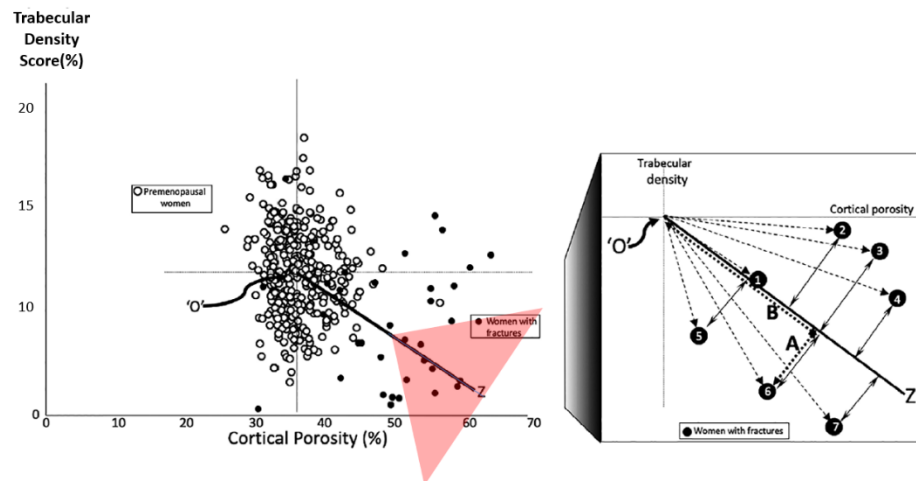 Trabecular
Density
Score(%)
20
15
10
0
Premenopausal
women
'O'
Women with
fractures
Z
0
10
20
30
40
50
60
70
Cortical Porosity (%)
Trabecular
density
Cortical porosity
'O'
1
2
3
4
5
6
7
B
A
Z
Women with fractures